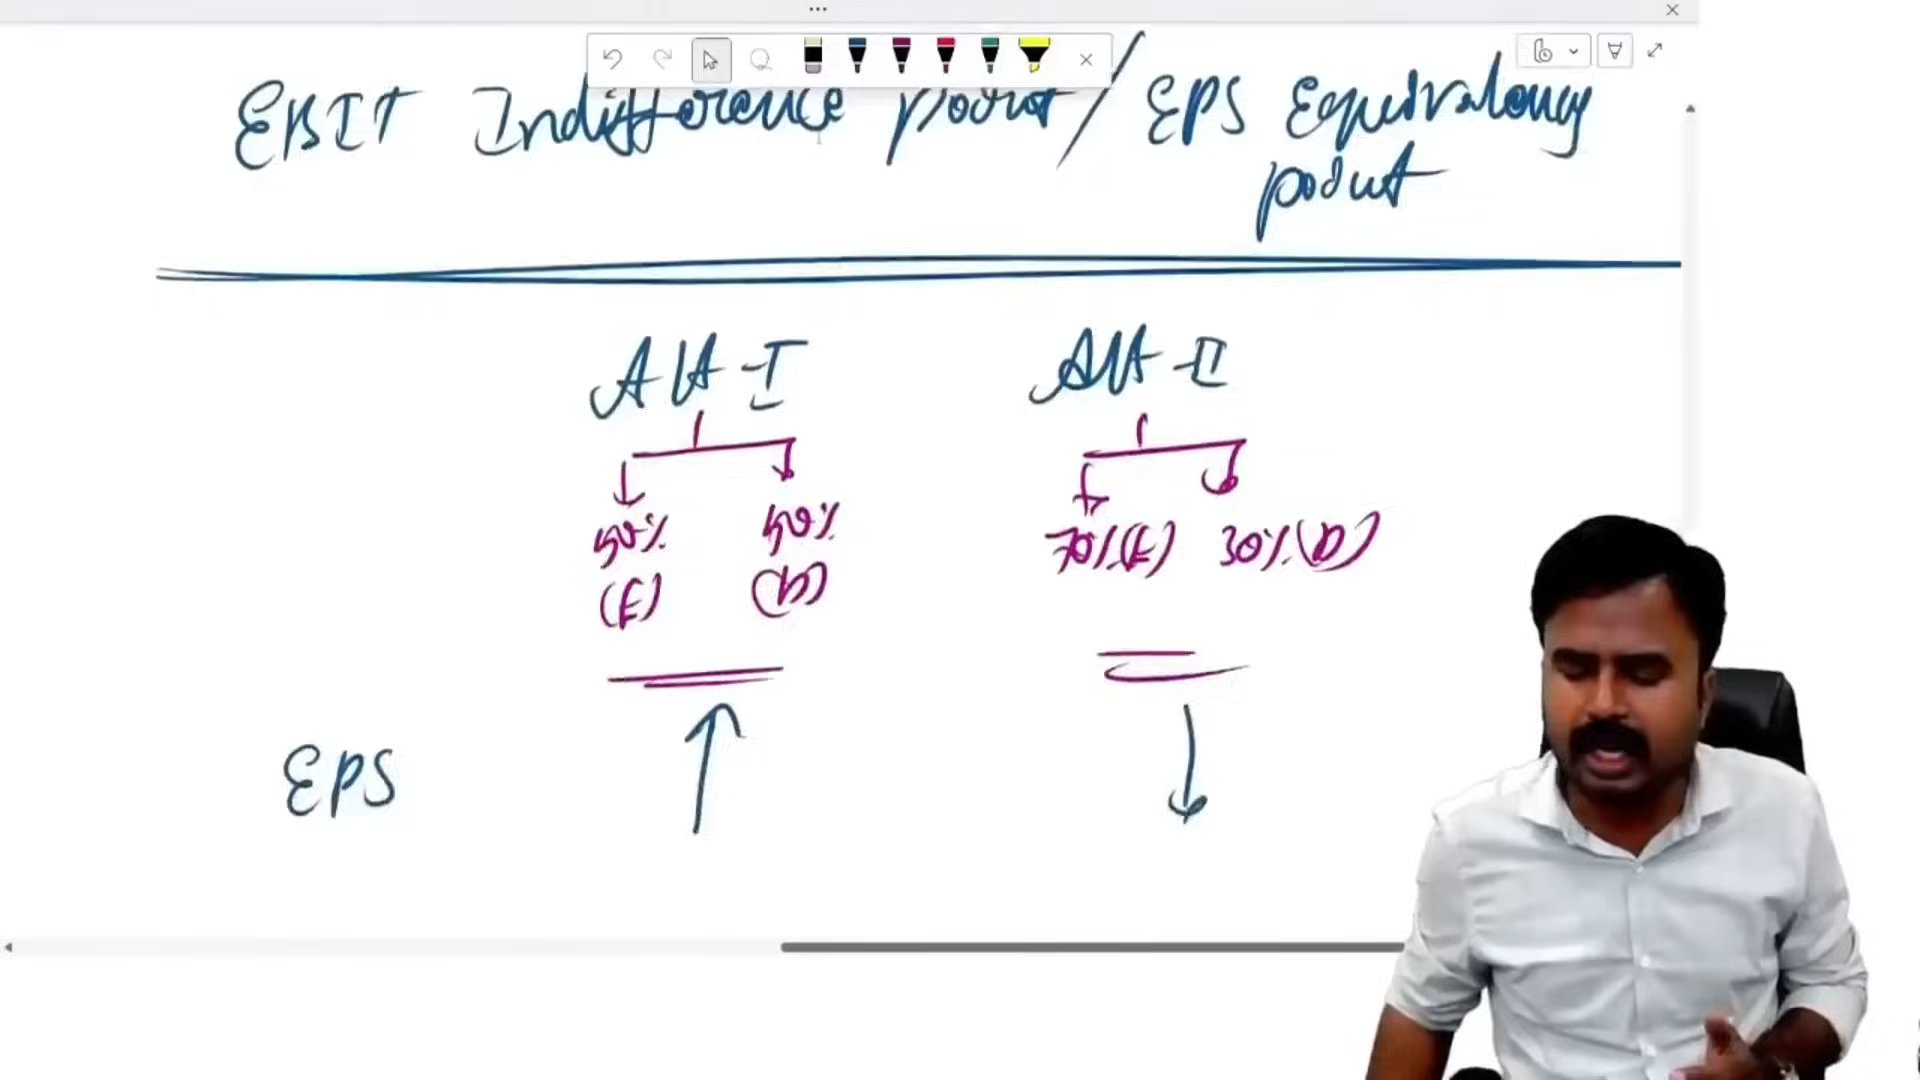 EBIT Indifference point / EPS Equivalency
point
Alt-I Alt-II
50% 50% 70%(E) 30%(D)
(E) (D)
EPS